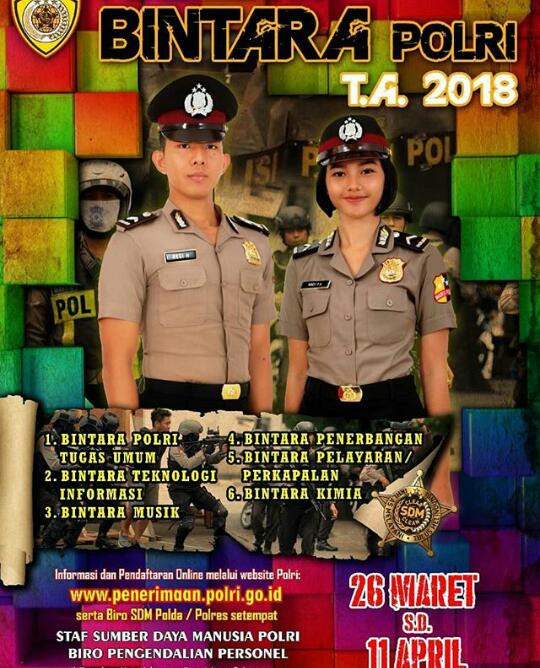 BINTARA POLRI
T.A. 2018
POL
1. BINTARA POLRI
TUGAS UMUM
2. BINTARA TEKNOLOGI
INFORMASI
3. BINTARA MUSIK
4. BINTARA PENERBANGAN
5. BINTARA PELAYARAN/
PERKAPALAN
6. BINTARA KIMIA
CLEAR
SDM
CLEAN
Informasi dan Pendaftaran Online melalui website Polri:
www.penerimaan.polri.go.id
serta Biro SDM Polda / Polres setempat
STAF SUMBER DAYA MANUSIA POLRI
BIRO PENGENDALIAN PERSONEL
26 MARET
S.D.
11 APRIL